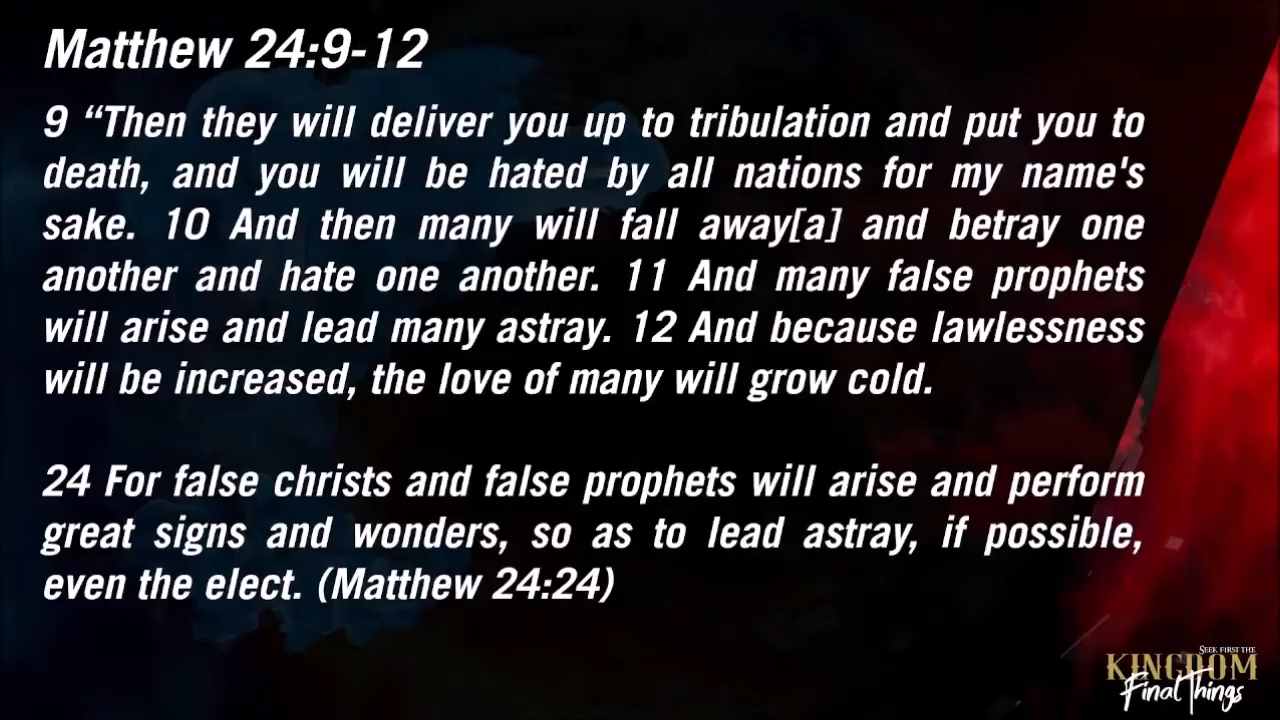 Matthew 24:9-12
9 “Then they will deliver you up to tribulation and put you to
death, and you will be hated by all nations for my name's
sake. 10 And then many will fall away[a] and betray one
another and hate one another. 11 And many false prophets
will arise and lead many astray. 12 And because lawlessness
will be increased, the love of many will grow cold.
24 For false christs and false prophets will arise and perform
great signs and wonders, so as to lead astray, if possible,
even the elect. (Matthew 24:24)
SEEK FIRST THE
KINGDOM
Final Things